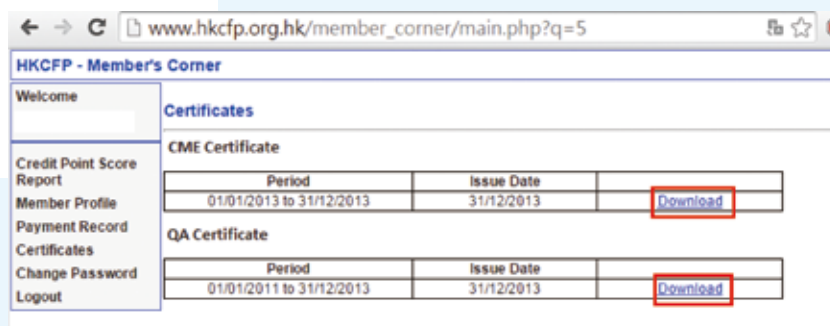 www.hkcfp.org.hk/member_corner/main.php?q=5
HKCFP - Member's Corner
Welcome
Credit Point Score
Report
Member Profile
Payment Record
Certificates
Change Password
Logout
Certificates
CME Certificate
Period Issue Date
01/01/2013 to 31/12/2013 31/12/2013 Download
QA Certificate
Period Issue Date
01/01/2011 to 31/12/2013 31/12/2013 Download